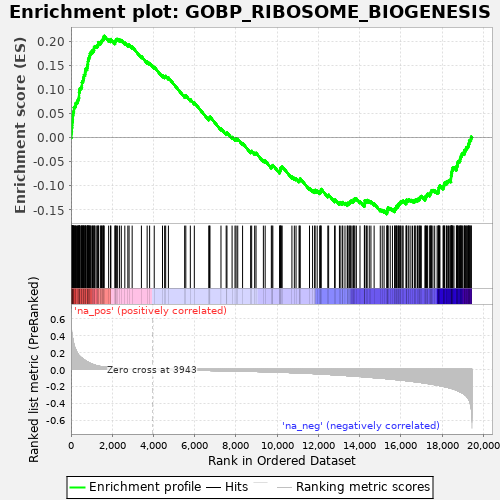 Enrichment plot: GOBP_RIBOSOME_BIOGENESIS
Enrichment score (ES)
0.20
0.15
0.10
0.05
0.00
-0.05
-0.10
-0.15
Ranked list metric (PreRanked)
0.6
0.4
0.2
0.0
-0.2
-0.4
-0.6
'na_pos' (positively correlated)
Zero cross at 3943
'na_neg' (negatively correlated)
0 2,000 4,000 6,000 8,000 10,000 12,000 14,000 16,000 18,000 20,000
Rank in Ordered Dataset
Enrichment profile Hits Ranking metric scores